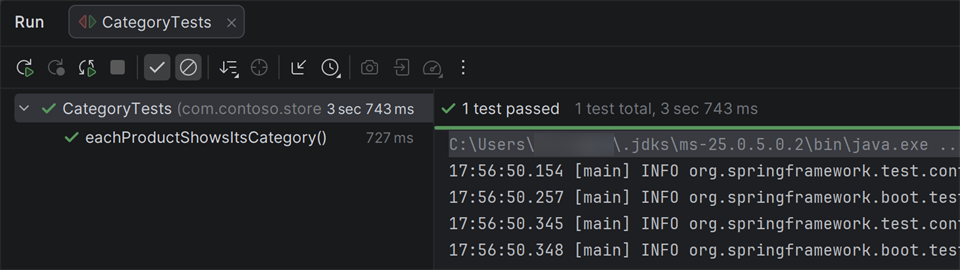 Run CategoryTests
CategoryTests (com.contoso.store 3 sec 743 ms
eachProductShowsItsCategory() 727 ms
1 test passed 1 test total, 3 sec 743 ms
C:\Users\ \.jdks\ms-25.0.5.0.2\bin\java.exe ...
17:56:50.154 [main] INFO org.springframework.test.con
17:56:50.257 [main] INFO org.springframework.boot.tes
17:56:50.345 [main] INFO org.springframework.test.con
17:56:50.348 [main] INFO org.springframework.boot.tes